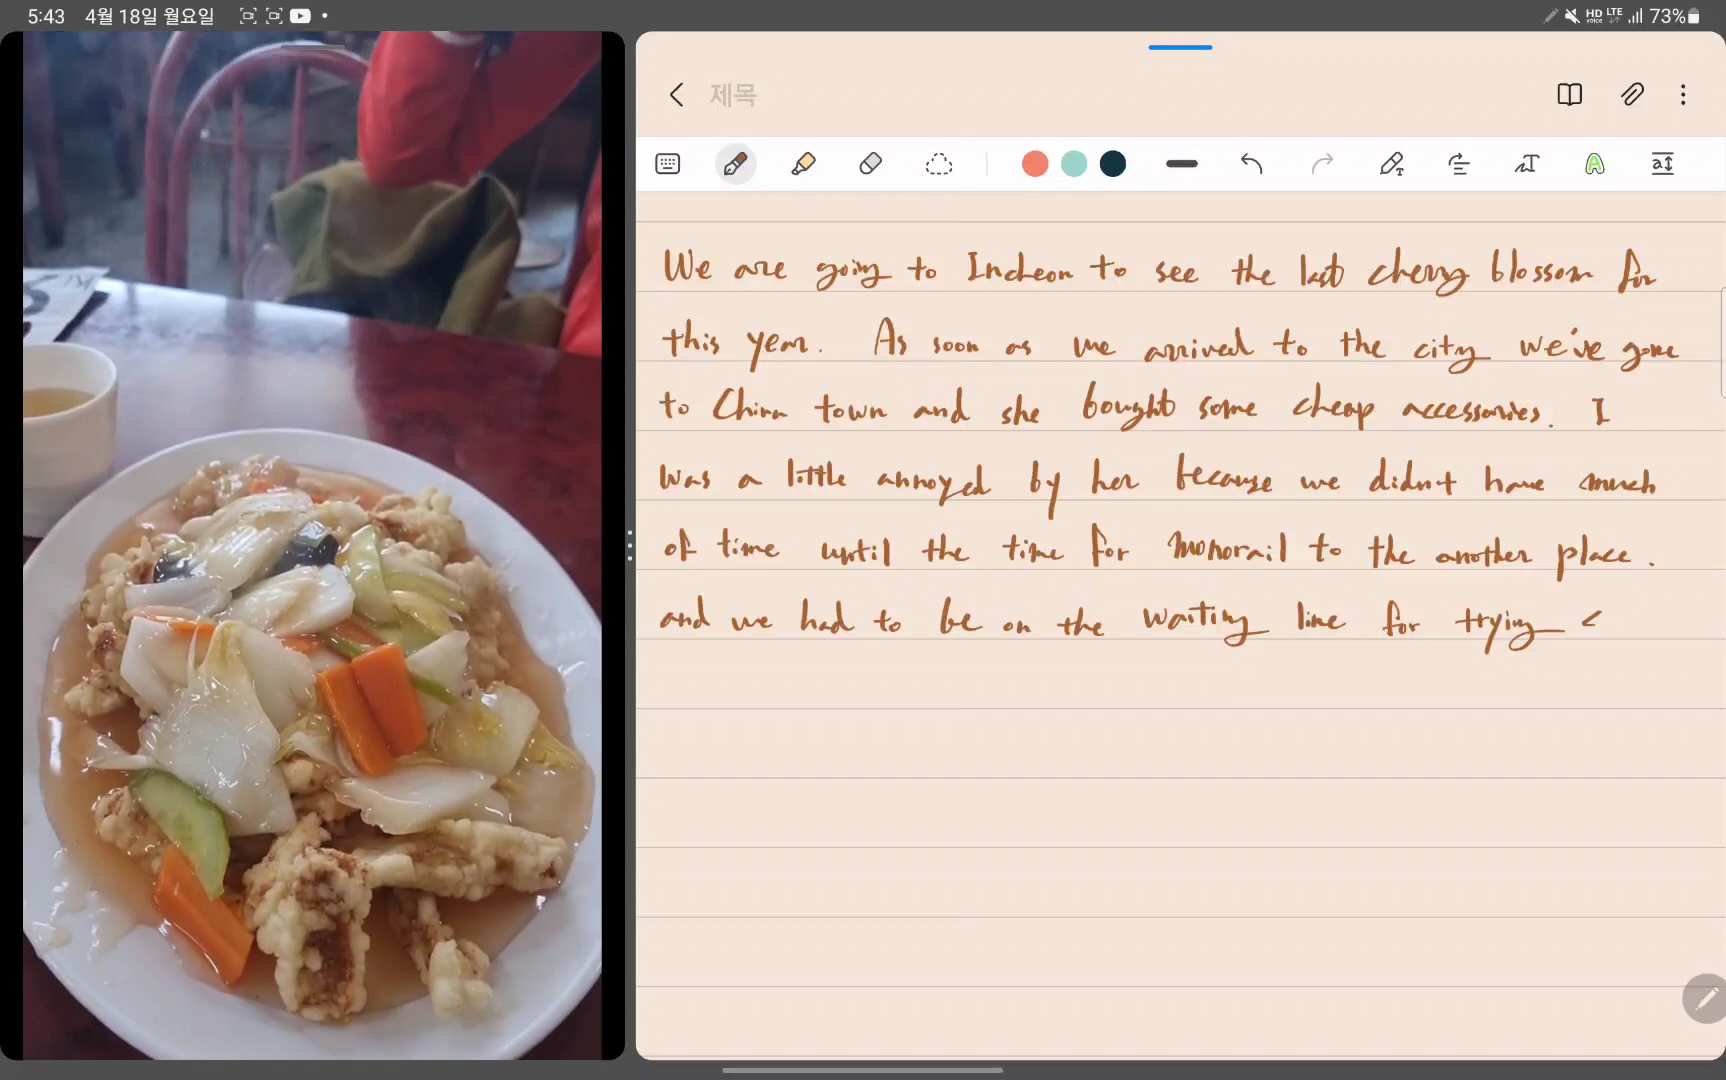 5:43 4월 18일 월요일 HD voice LTE 73%
제목
We are going to Incheon to see the last cherry blossom for
this year. As soon as we arrived to the city we've gone
to China town and she bought some cheap accessories. I
was a little annoyed by her because we didn't have much
of time until the time for monorail to the another place.
and we had to be on the waiting line for trying